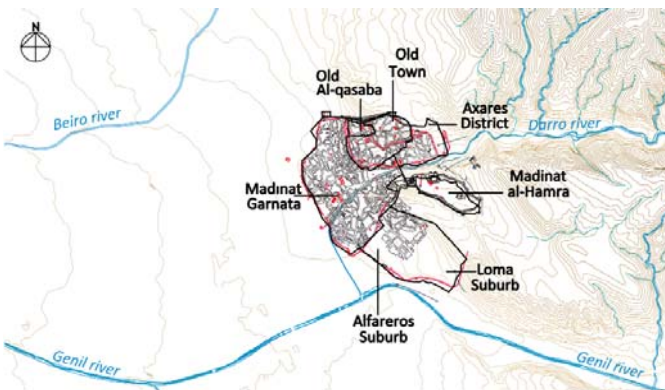 N
Old
Town
Old
Al-qasaba
Axares
District
Beiro river
Darro river
Madinat
Garnata
Madinat
al-Hamra
Loma
Suburb
Alfareros
Suburb
Genil river
Genil river